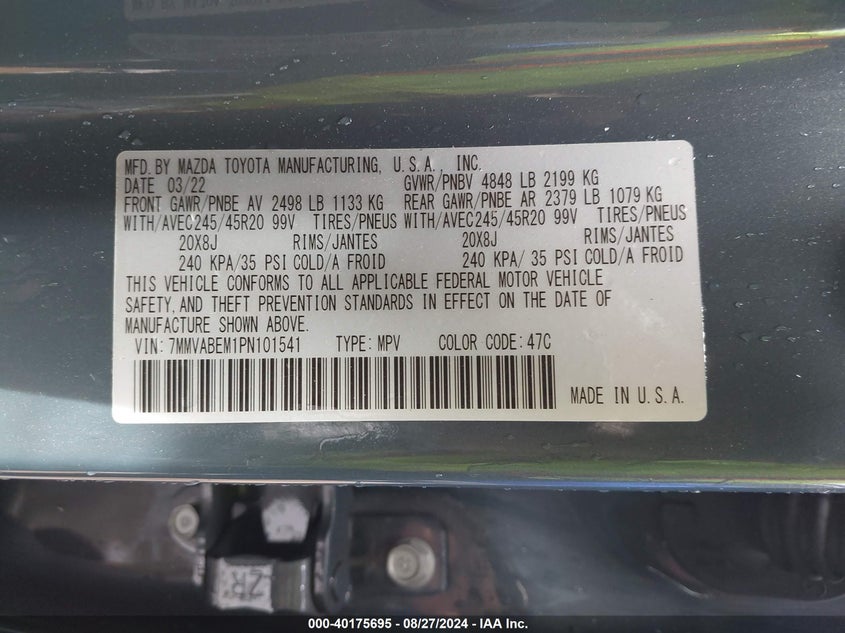 MFD. BY MAZDA TOYOTA MANUFACTURING, U.S.A., INC.
DATE 03/22 GVWR/PNBV 4848 LB 2199 KG
FRONT GAWR/PNBE AV 2498 LB 1133 KG REAR GAWR/PNBE AR 2379 LB 1079 KG
WITH/AVEC245/45R20 99V TIRES/PNEUS WITH/AVEC245/45R20 99V TIRES/PNEUS
20X8J RIMS/JANTES 20X8J RIMS/JANTES
240 KPA/35 PSI COLD/A FROID 240 KPA/ 35 PSI COLD/A FROID
THIS VEHICLE CONFORMS TO ALL APPLICABLE FEDERAL MOTOR VEHICLE
SAFETY, AND THEFT PREVENTION STANDARDS IN EFFECT ON THE DATE OF
MANUFACTURE SHOWN ABOVE.
VIN: 7MMVABEM1PN101541 TYPE: MPV COLOR CODE: 47C
MADE IN U.S.A.
ZR
000-40175695 - 08/27/2024 - IAA Inc.